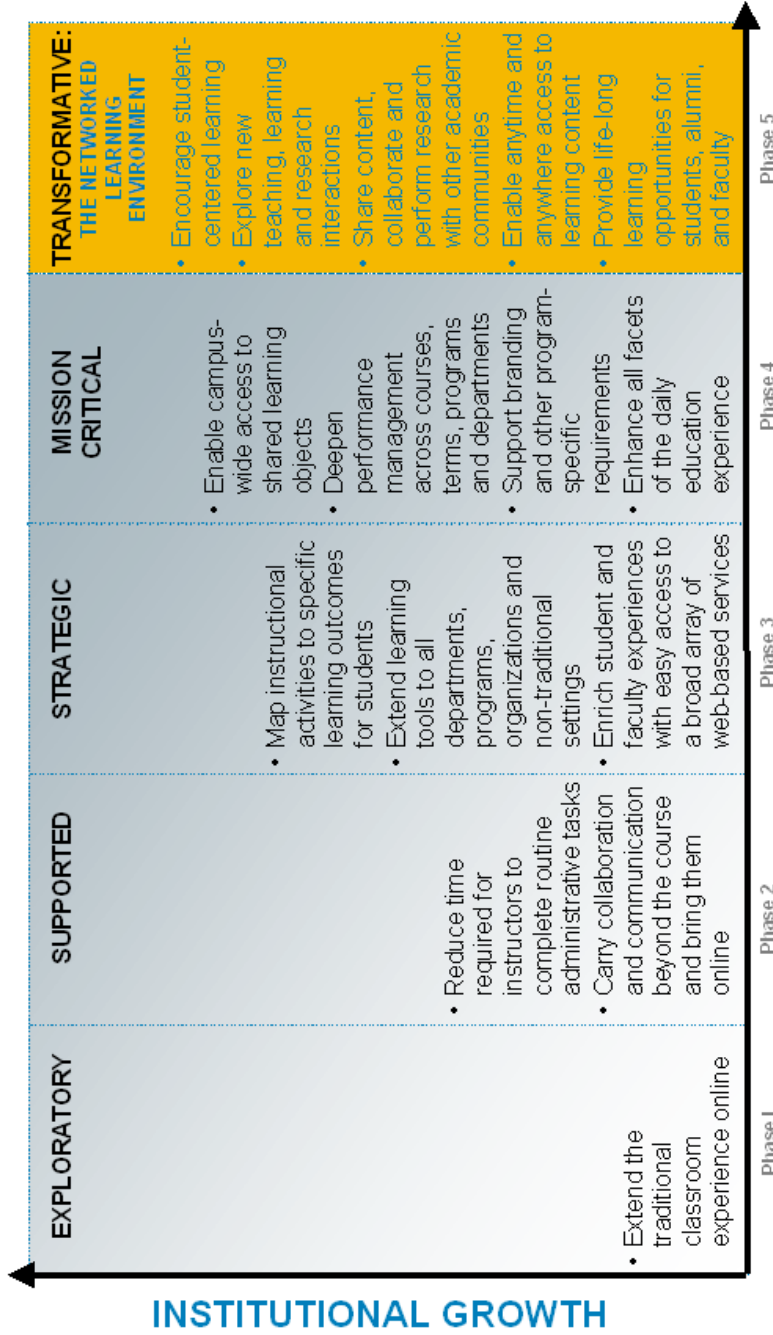 EXPLORATORY
• Extend the
traditional
classroom
experience online
Phase 1
SUPPORTED
• Reduce time
required for
instructors to
complete routine
administrative tasks
• Carry collaboration
and communication
beyond the course
and bring them
online
Phase 2
STRATEGIC
• Map instructional
activities to specific
learning outcomes
for students
• Extend learning
tools to all
departments,
programs,
organizations and
non-traditional
settings
• Enrich student and
faculty experiences
with easy access to
a broad array of
web-based services
Phase 3
MISSION
CRITICAL
• Enable campus-
wide access to
shared learning
objects
• Deepen
performance
management
across courses,
terms, programs
and departments
• Support branding
and other program-
specific
requirements
• Enhance all facets
of the daily
education
experience
Phase 4
TRANSFORMATIVE:
THE NETWORKED
LEARNING
ENVIRONMENT
• Encourage student-
centered learning
• Explore new
teaching, learning
and research
interactions
• Share content,
collaborate and
perform research
with other academic
communities
• Enable anytime and
anywhere access to
learning content
• Provide life-long
learning
opportunities for
students, alumni,
and faculty
Phase 5
INSTITUTIONAL GROWTH